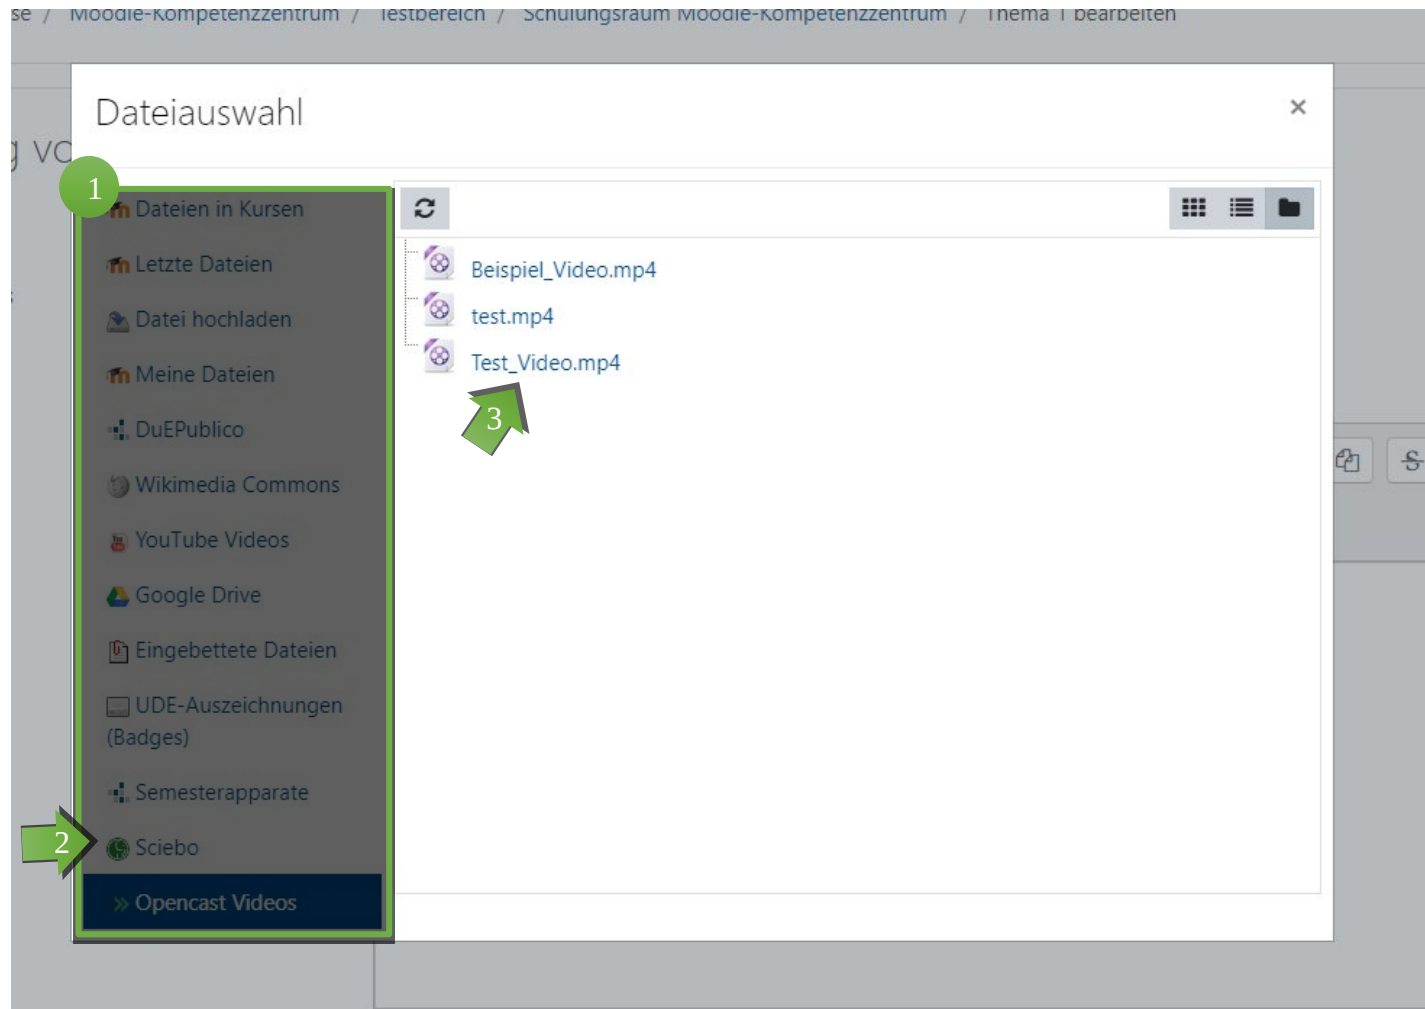 se / Moodle-Kompetenzzentrum / Testbereich / Schulungsraum Moodle-Kompetenzzentrum / Thema 1 bearbeiten
Dateiauswahl ×
g vo
1
Dateien in Kursen
Letzte Dateien
Datei hochladen
Meine Dateien
DuEPublico
Wikimedia Commons
YouTube Videos
Google Drive
Eingebettete Dateien
UDE-Auszeichnungen
(Badges)
Semesterapparate
2
Sciebo
Opencast Videos
Beispiel_Video.mp4
test.mp4
Test_Video.mp4
3